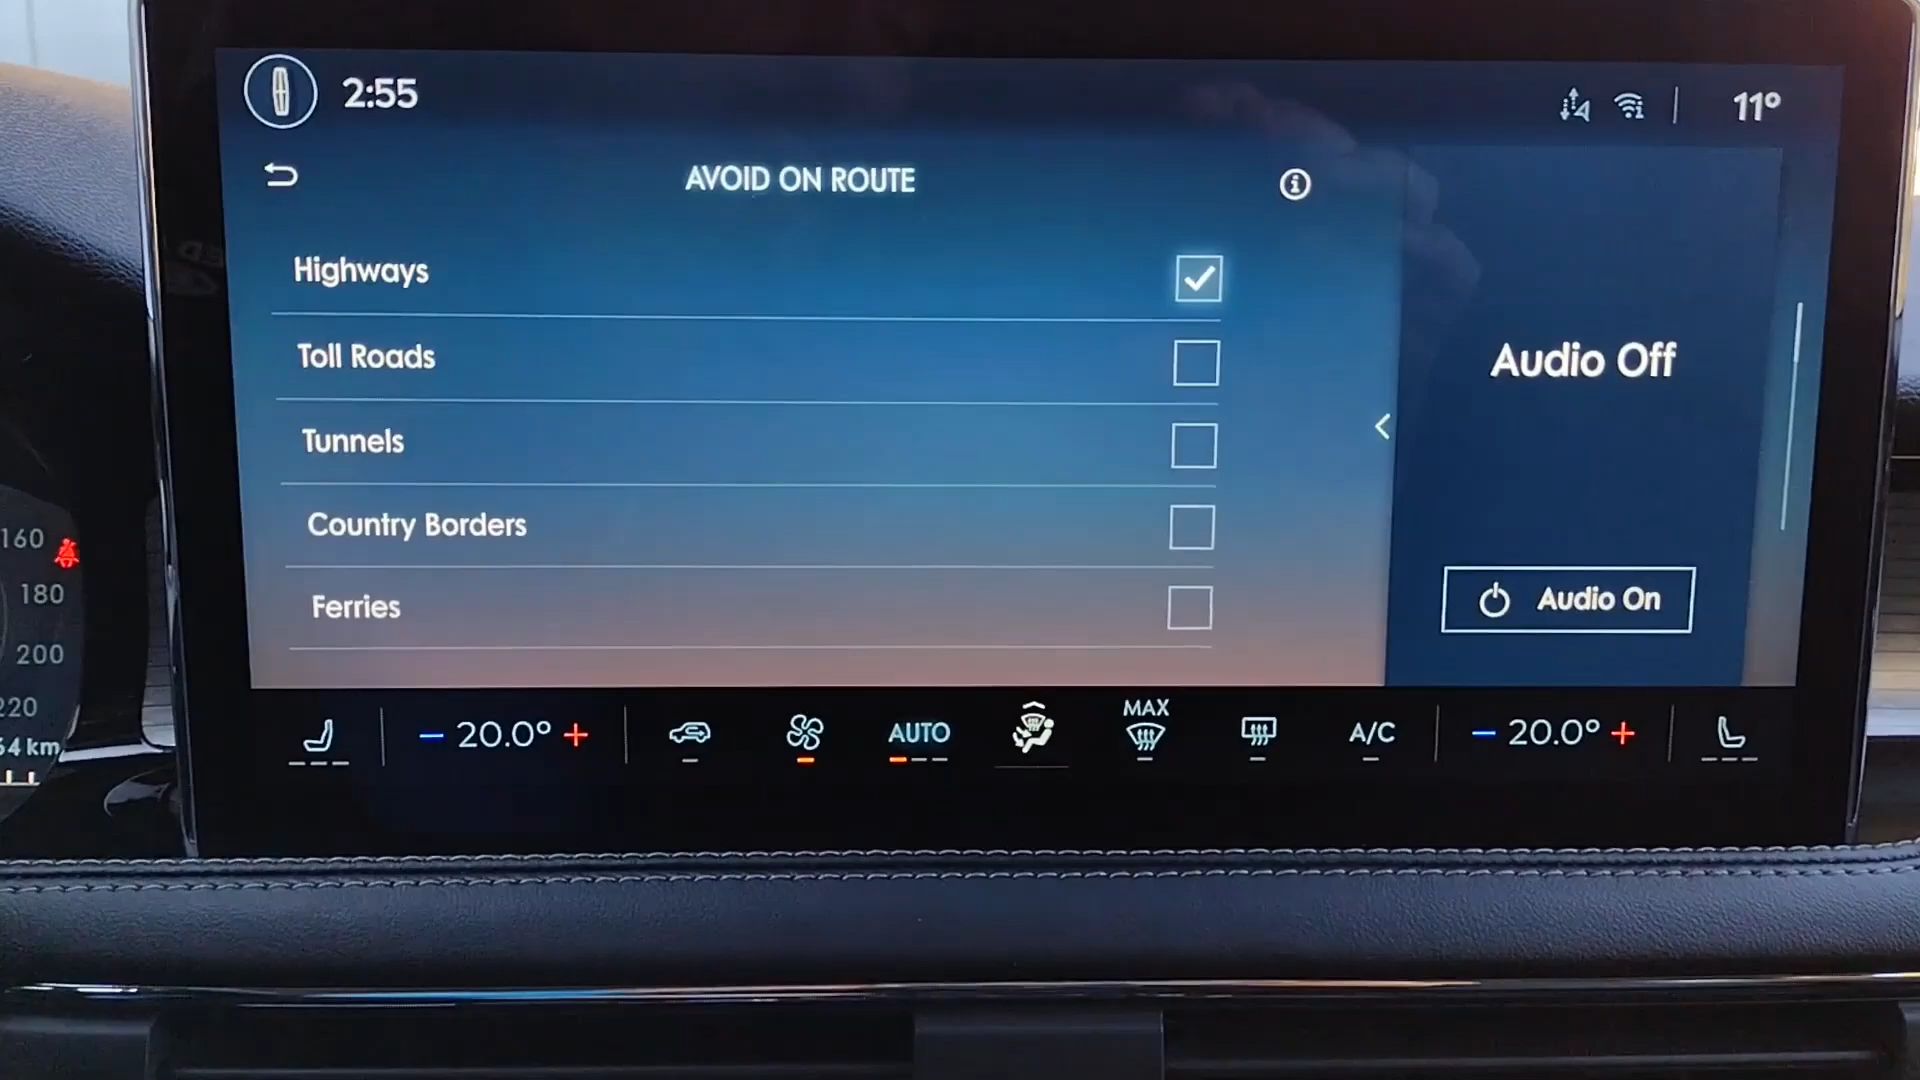 2:55
11°
AVOID ON ROUTE
Highways
Toll Roads
Tunnels
Country Borders
Ferries
Audio Off
Audio On
160
180
200
220
64 km
20.0°
AUTO
MAX
A/C
20.0°